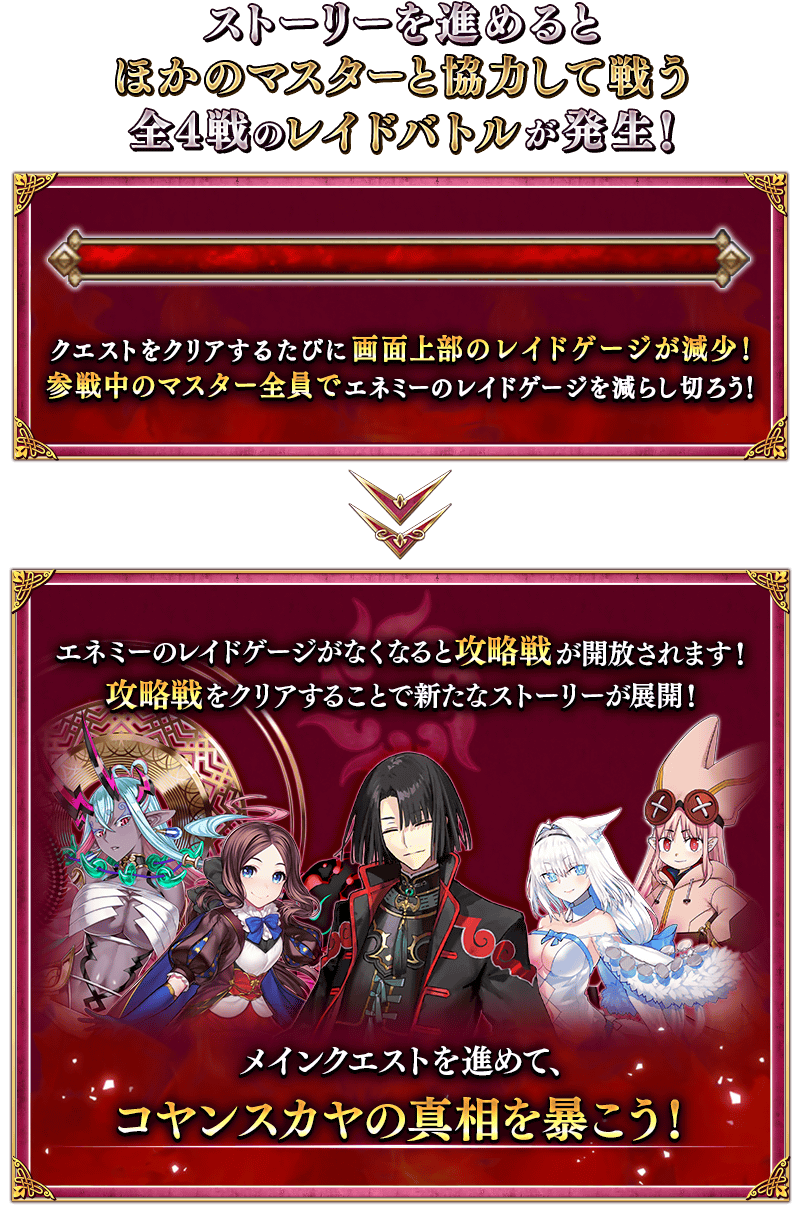 ストーリーを進めると
ほかのマスターと協力して戦う
全4戦のレイドバトルが発生！
クエストをクリアするたびに画面上部のレイドゲージが減少！
参戦中のマスター全員でエネミーのレイドゲージを減らし切ろう！
エネミーのレイドゲージがなくなると攻略戦が開放されます！
攻略戦をクリアすることで新たなストーリーが展開！
メインクエストを進めて、
コヤンスカヤの真相を暴こう！